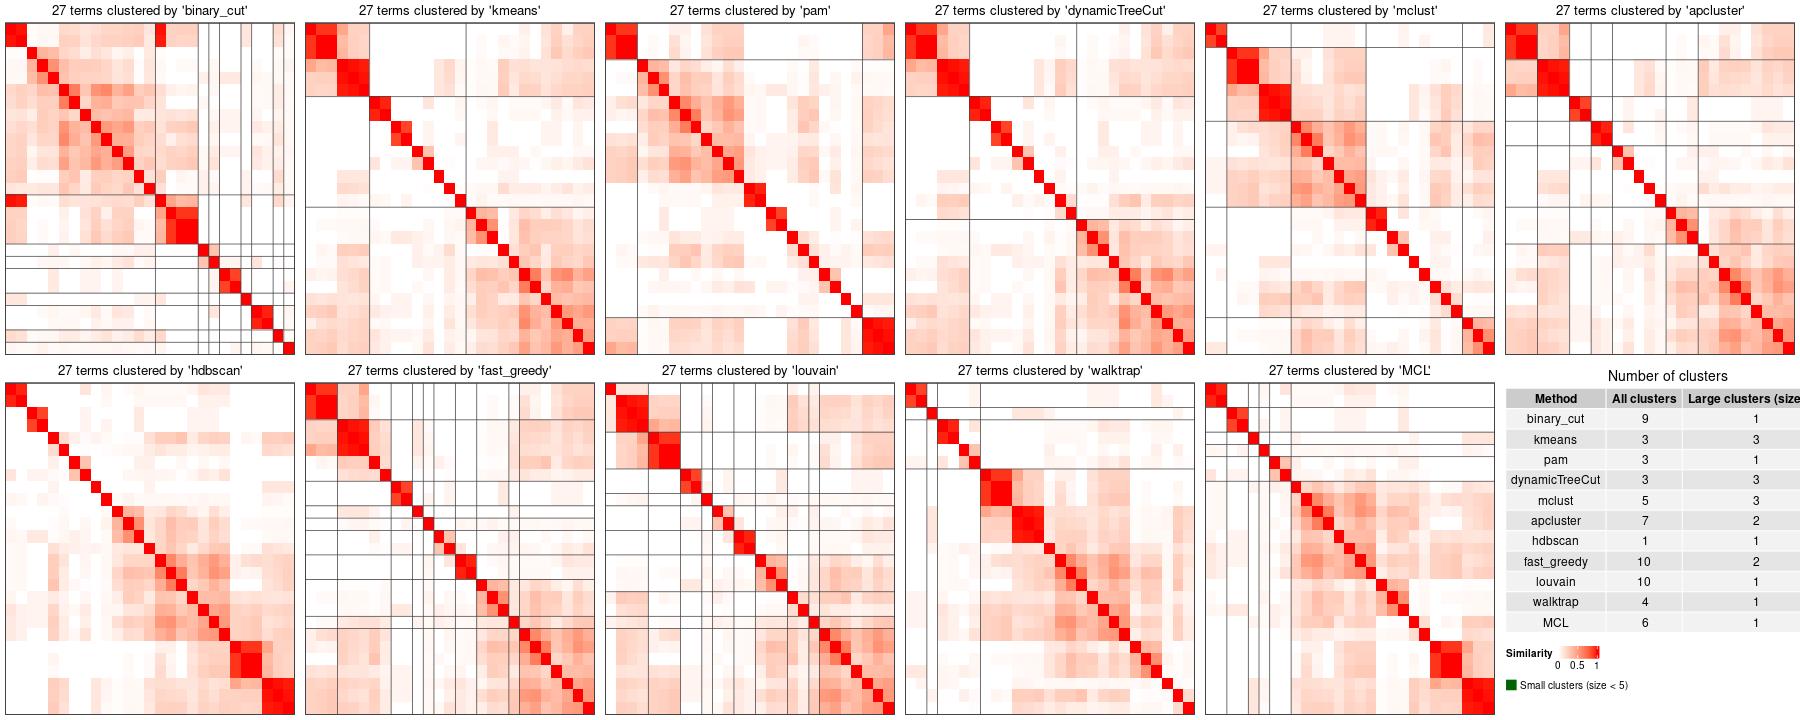 27 terms clustered by 'binary_cut'
27 terms clustered by 'kmeans'
27 terms clustered by 'pam'
27 terms clustered by 'dynamicTreeCut'
27 terms clustered by 'mclust'
27 terms clustered by 'apcluster'
27 terms clustered by 'hdbscan'
27 terms clustered by 'fast_greedy'
27 terms clustered by 'louvain'
27 terms clustered by 'walktrap'
27 terms clustered by 'MCL'
Number of clusters
Method All clusters Large clusters (size
binary_cut 9 1
kmeans 3 3
pam 3 1
dynamicTreeCut 3 3
mclust 5 3
apcluster 7 2
hdbscan 1 1
fast_greedy 10 2
louvain 10 1
walktrap 4 1
MCL 6 1
Similarity
0 0.5 1
Small clusters (size < 5)